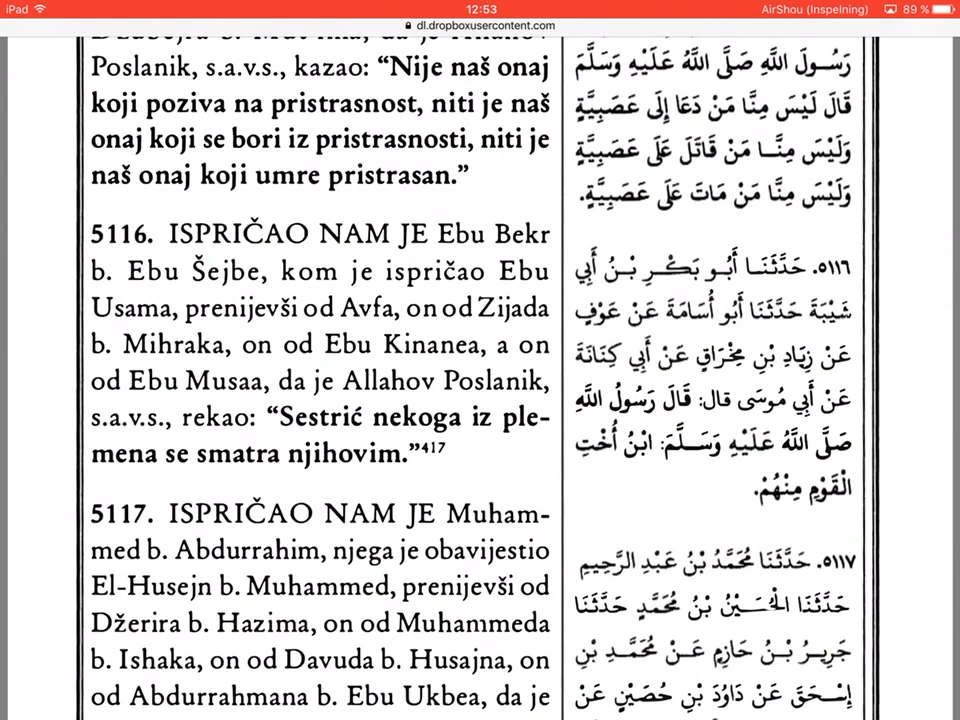 iPad
12:53
AirShou (Inspelning)
89 %
dl.dropboxusercontent.com
Poslanik, s.a.v.s., kazao: “Nije naš onaj
koji poziva na pristrasnost, niti je naš
onaj koji se bori iz pristrasnosti, niti je
naš onaj koji umre pristrasan.”
5116. ISPRIČAO NAM JE Ebu Bekr
b. Ebu Šejbe, kom je ispričao Ebu
Usama, prenijevši od Avfa, on od Zijada
b. Mihraka, on od Ebu Kinanea, a on
od Ebu Musaa, da je Allahov Poslanik,
s.a.v.s., rekao: “Sestrić nekoga iz ple-
mena se smatra njihovim.”⁴¹⁷
5117. ISPRIČAO NAM JE Muham-
med b. Abdurrahim, njega je obavijestio
El-Husejn b. Muhammed, prenijevši od
Džerira b. Hazima, on od Muhammeda
b. Ishaka, on od Davuda b. Husajna, on
od Abdurrahmana b. Ebu Ukbea, da je
رَسُولَ اللَّهِ صَلَّى اللَّهُ عَلَيْهِ وَسَلَّمَ
قَالَ لَيْسَ مِنَّا مَنْ دَعَا إِلَى عَصَبِيَّةٍ
وَلَيْسَ مِنَّا مَنْ قَاتَلَ عَلَى عَصَبِيَّةٍ
وَلَيْسَ مِنَّا مَنْ مَاتَ عَلَى عَصَبِيَّةٍ.
٥١١٦. حَدَّثَنَا أَبُو بَكْرِ بْنُ أَبِي
شَيْبَةَ حَدَّثَنَا أَبُو أُسَامَةَ عَنْ عَوْفٍ
عَنْ زِيَادِ بْنِ مِخْرَاقٍ عَنْ أَبِي كِنَانَةَ
عَنْ أَبِي مُوسَى قال: قَالَ رَسُولُ اللَّهِ
صَلَّى اللَّهُ عَلَيْهِ وَسَلَّمَ: ابْنُ أُخْتِ
الْقَوْمِ مِنْهُمْ.
٥١١٧. حَدَّثَنَا مُحَمَّدُ بْنُ عَبْدِ الرَّحِيمِ
حَدَّثَنَا الْحُسَيْنُ بْنُ مُحَمَّدٍ حَدَّثَنَا
جَرِيرُ بْنُ حَازِمٍ عَنْ مُحَمَّدِ بْنِ
إِسْحَقَ عَنْ دَاوُدَ بْنِ حُصَيْنٍ عَنْ